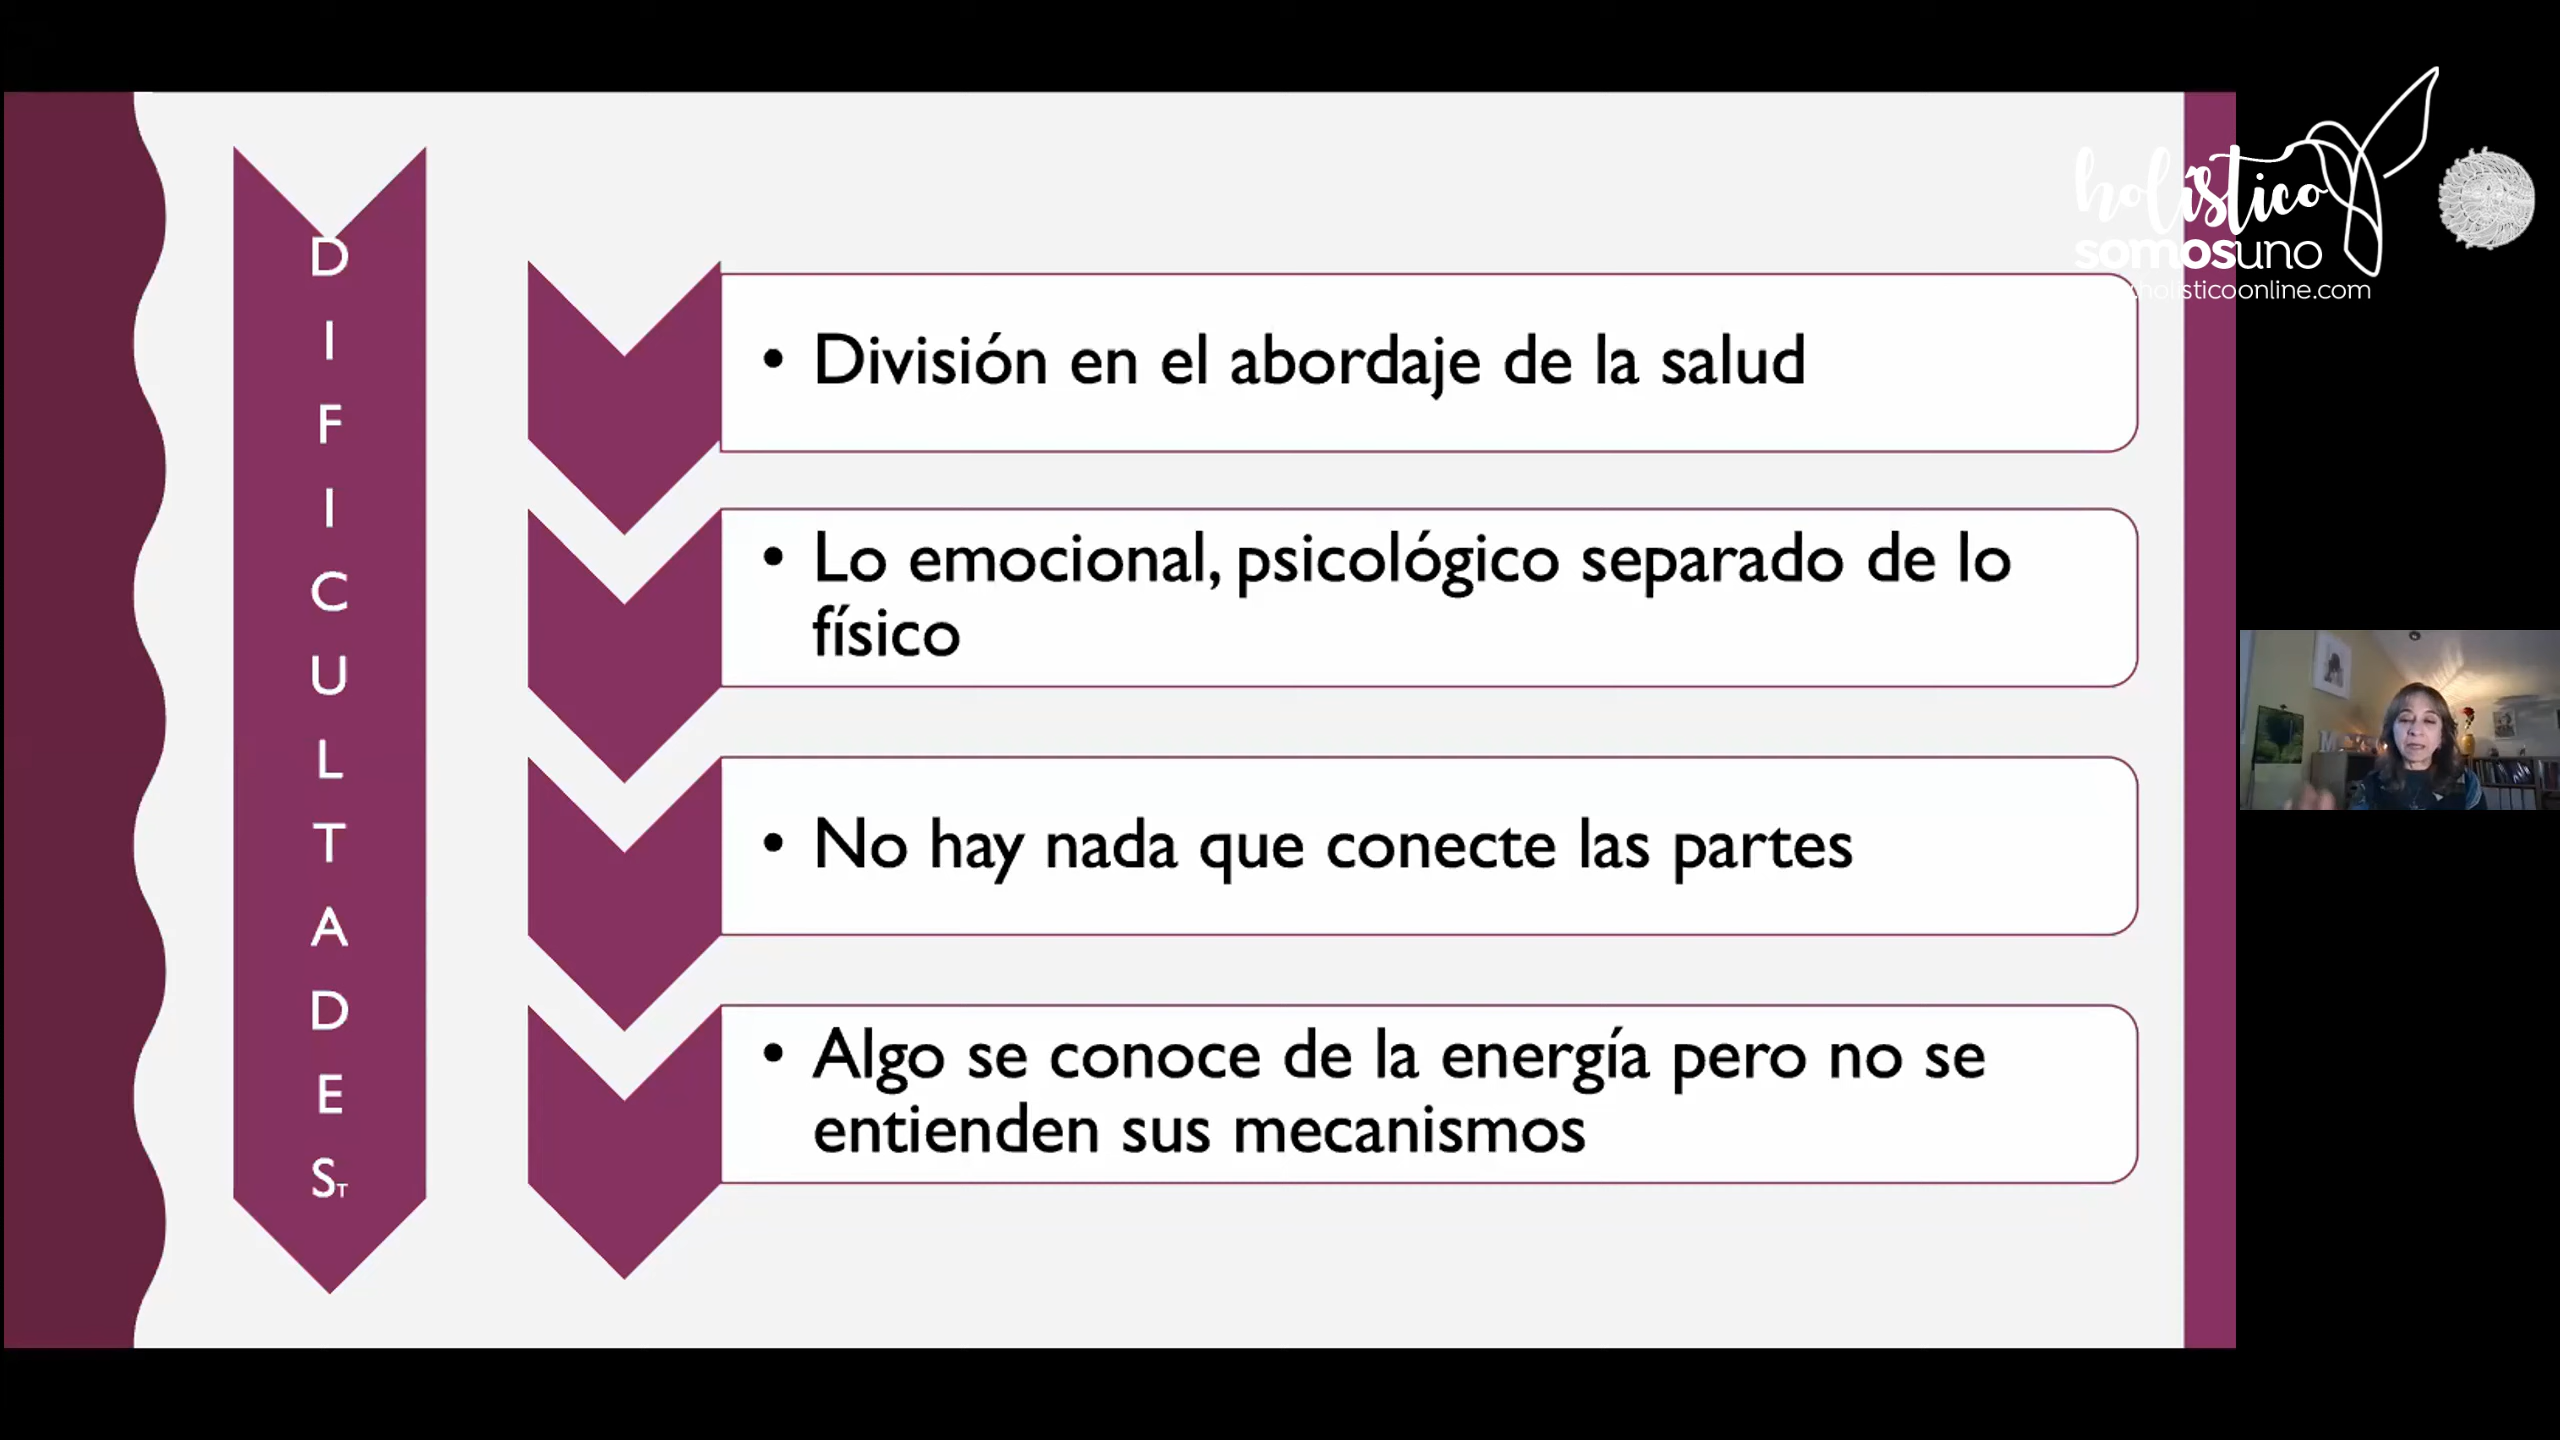 DIFICULTADEST
• División en el abordaje de la salud
• Lo emocional, psicológico separado de lo
físico
• No hay nada que conecte las partes
• Algo se conoce de la energía pero no se
entienden sus mecanismos
holístico
somosuno
holisticoonline.com